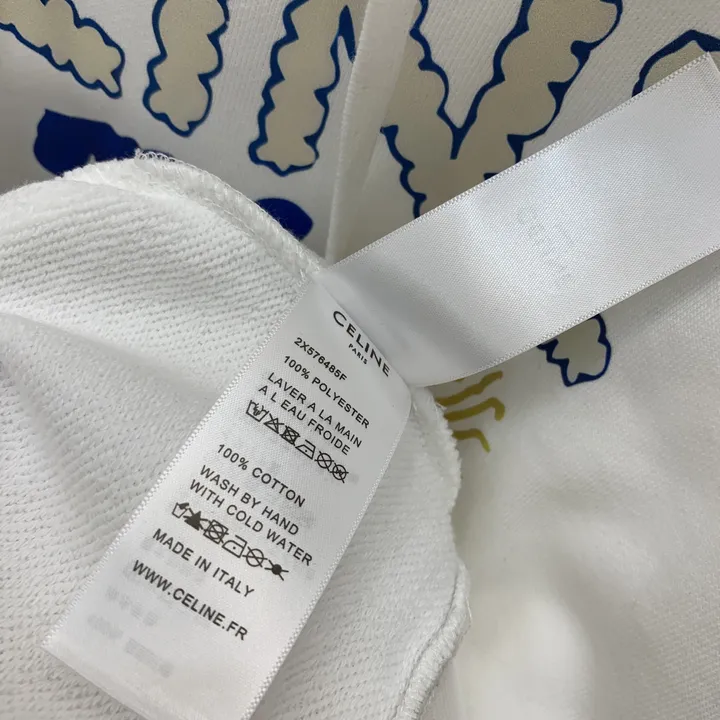 CELINE
PARIS
2X576485F
100% POLYESTER
LAVER A LA MAIN
A L EAU FROIDE
100% COTTON
WASH BY HAND
WITH COLD WATER
MADE IN ITALY
WWW.CELINE.FR